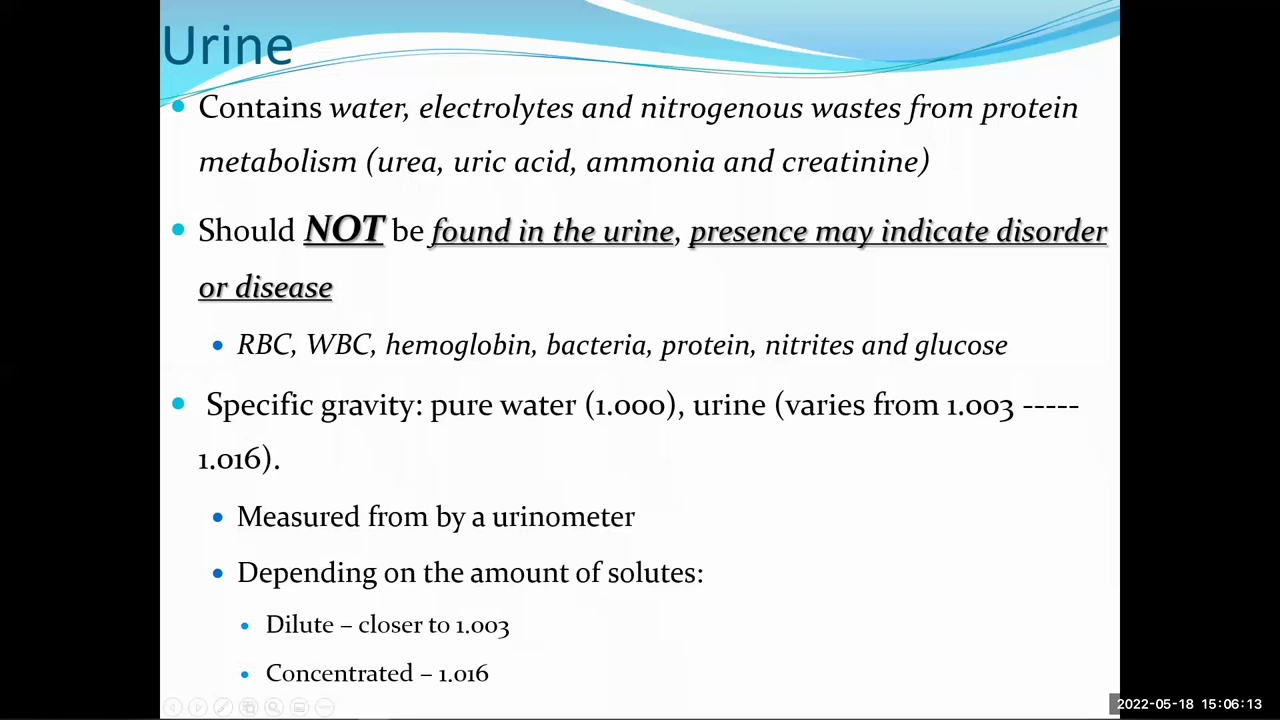 Urine
Contains water, electrolytes and nitrogenous wastes from protein
metabolism (urea, uric acid, ammonia and creatinine)
Should NOT be found in the urine, presence may indicate disorder
or disease
RBC, WBC, hemoglobin, bacteria, protein, nitrites and glucose
Specific gravity: pure water (1.000), urine (varies from 1.003 -----
1.016).
Measured from by a urinometer
Depending on the amount of solutes:
Dilute – closer to 1.003
Concentrated – 1.016
2022-05-18 15:06:13